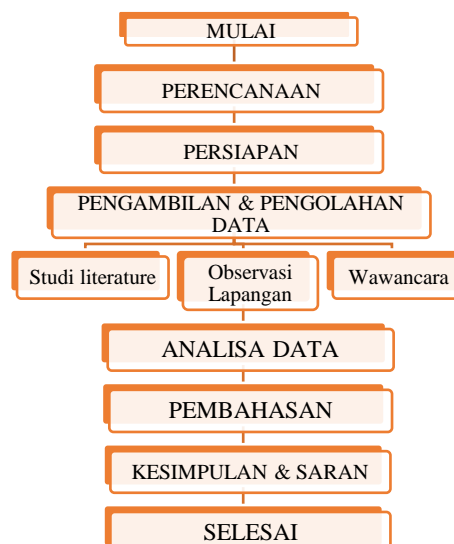 MULAI
PERENCANAAN
PERSIAPAN
PENGAMBILAN & PENGOLAHAN
DATA
Studi literature
Observasi
Lapangan
Wawancara
ANALISA DATA
PEMBAHASAN
KESIMPULAN & SARAN
SELESAI